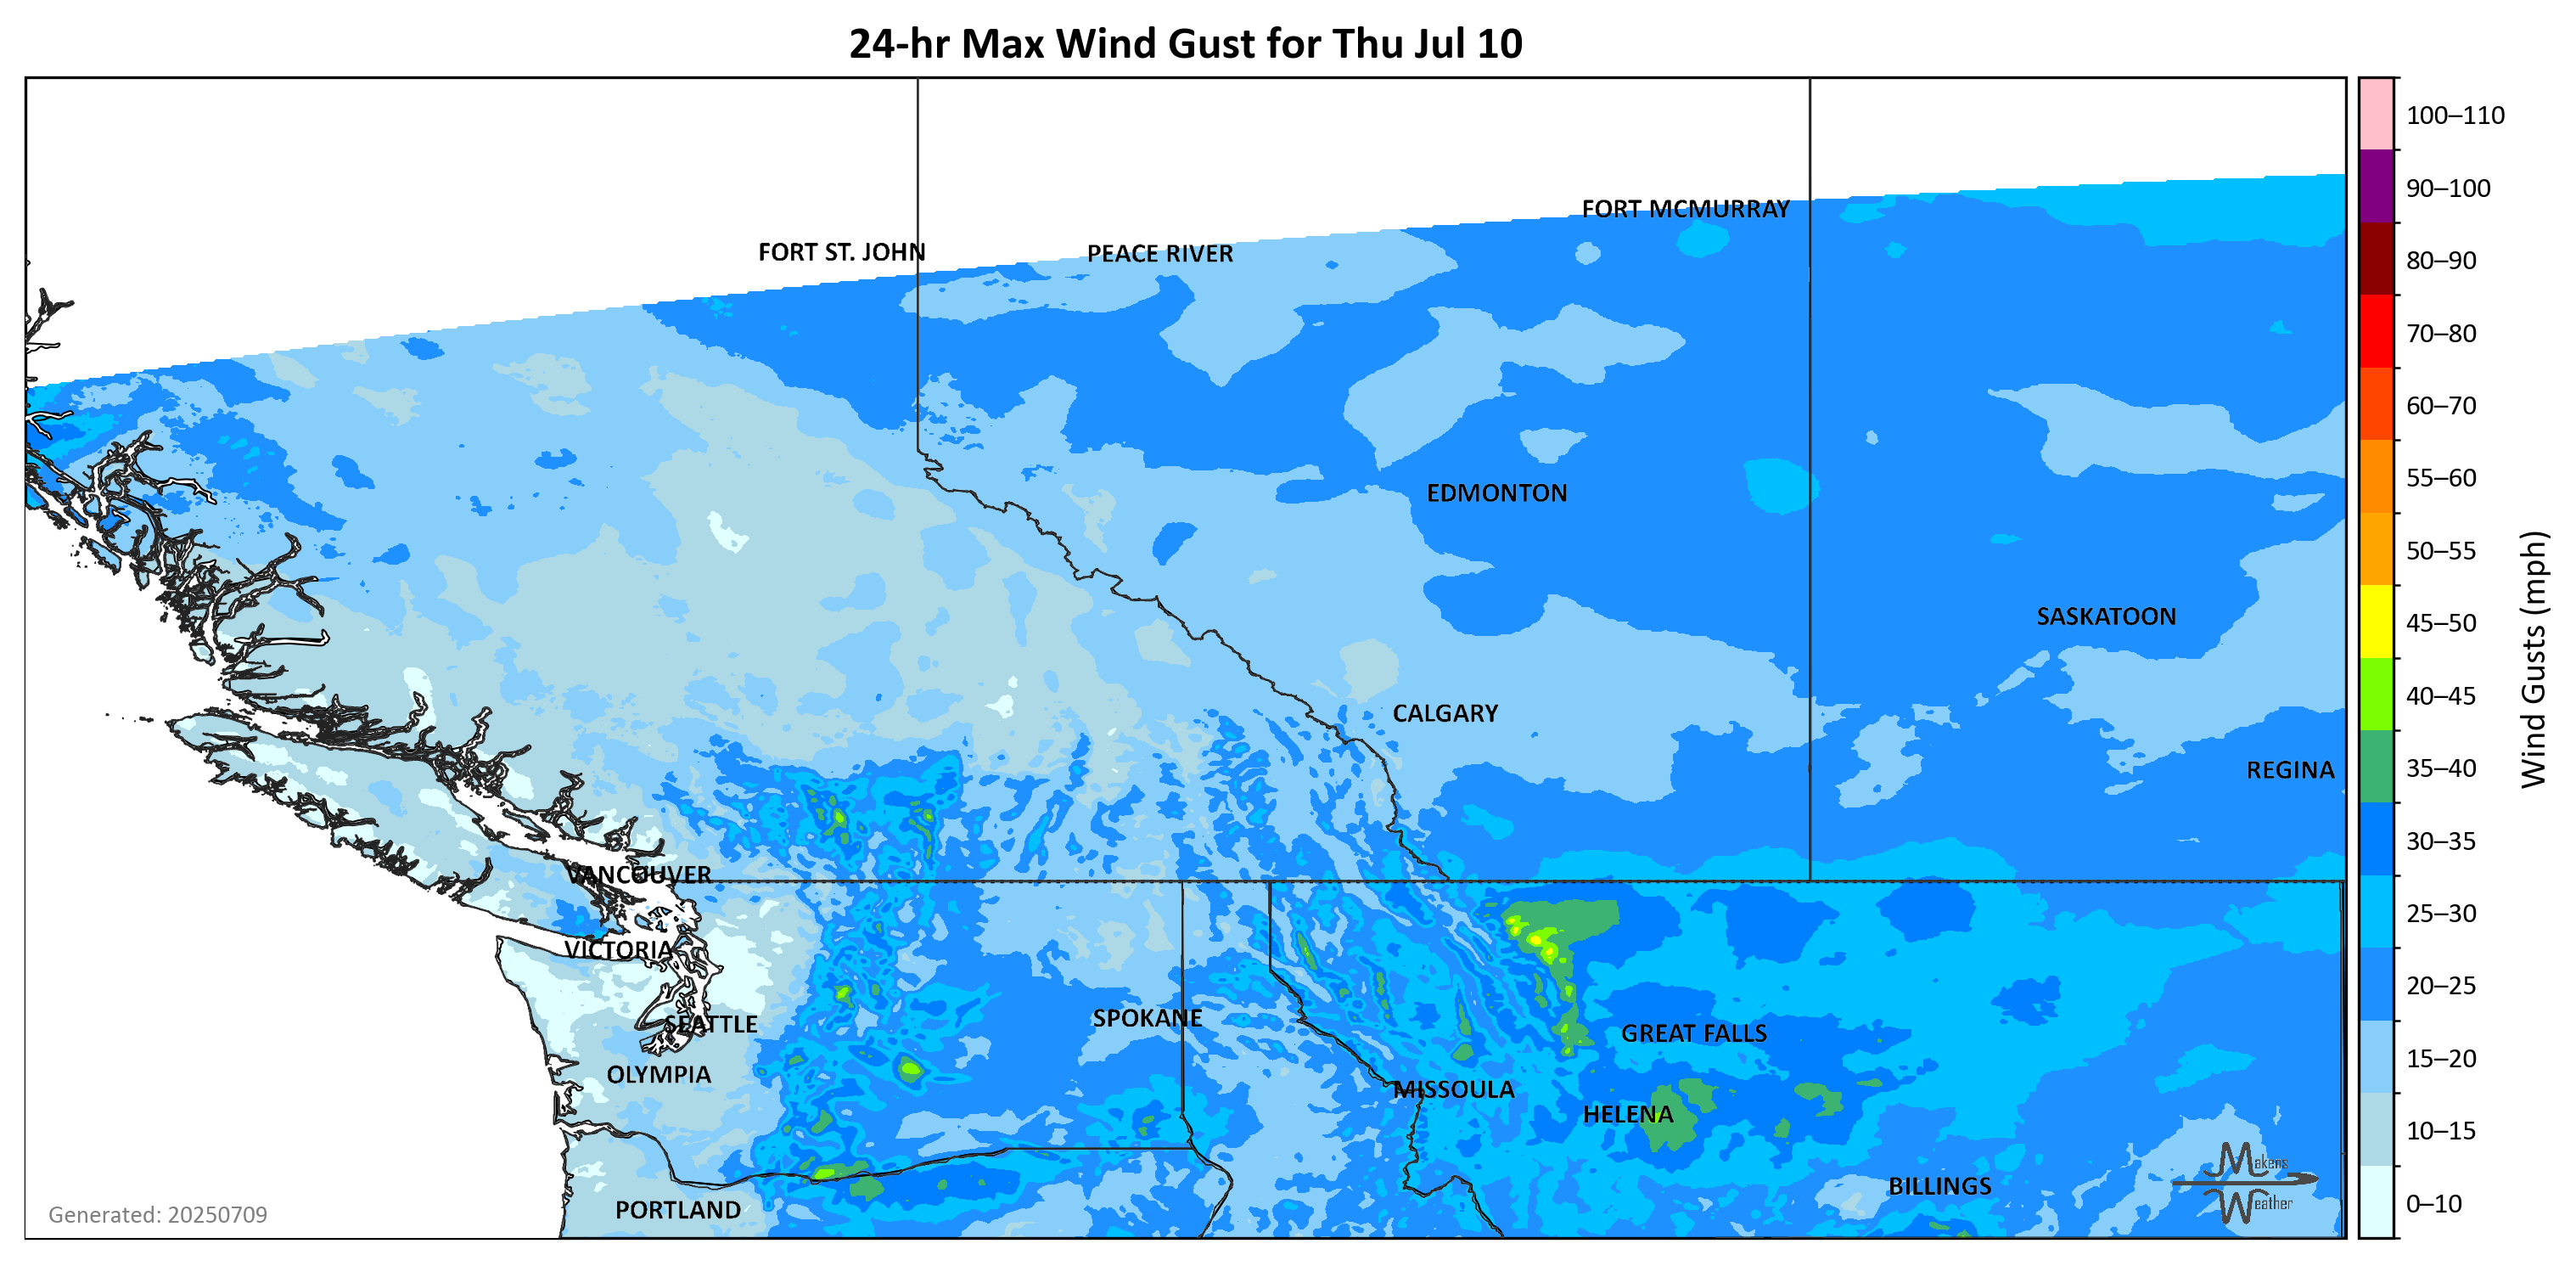 24-hr Max Wind Gust for Thu Jul 10
100–110
90–100
80–90
70–80
60–70
55–60
50–55
45–50
40–45
35–40
30–35
25–30
20–25
15–20
10–15
0–10
Wind Gusts (mph)
FORT MCMURRAY
FORT ST. JOHN
PEACE RIVER
EDMONTON
SASKATOON
CALGARY
REGINA
VANCOUVER
VICTORIA
SEATTLE
SPOKANE
GREAT FALLS
OLYMPIA
MISSOULA
HELENA
BILLINGS
PORTLAND
Makens
Weather
Generated: 20250709